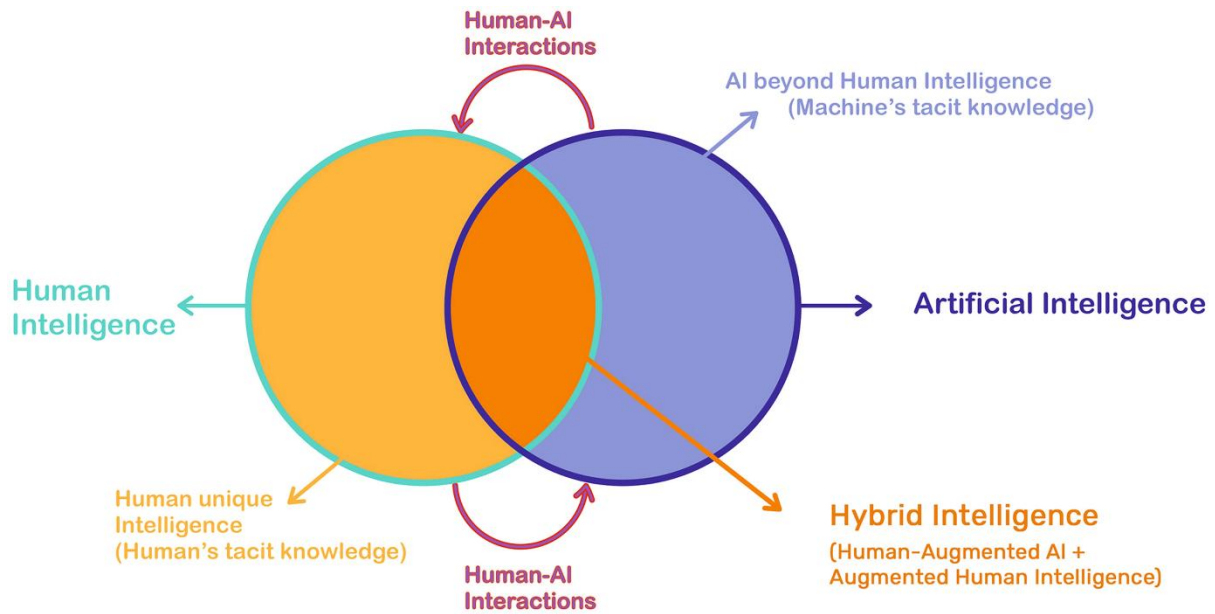 Human-AI
Interactions
AI beyond Human Intelligence
(Machine's tacit knowledge)
Human
Intelligence
Artificial Intelligence
Human unique
Intelligence
(Human's tacit knowledge)
Hybrid Intelligence
(Human-Augmented AI +
Augmented Human Intelligence)
Human-AI
Interactions